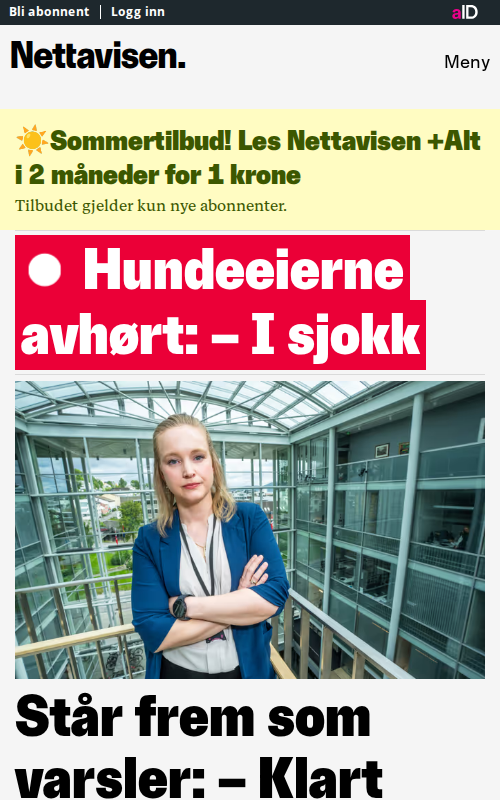 Bli abonnent | Logg inn
aID
Nettavisen.
Meny
☀️Sommertilbud! Les Nettavisen +Alt
i 2 måneder for 1 krone
Tilbudet gjelder kun nye abonnenter.
Hundeeierne
avhørt: – I sjokk
Står frem som
varsler: – Klart